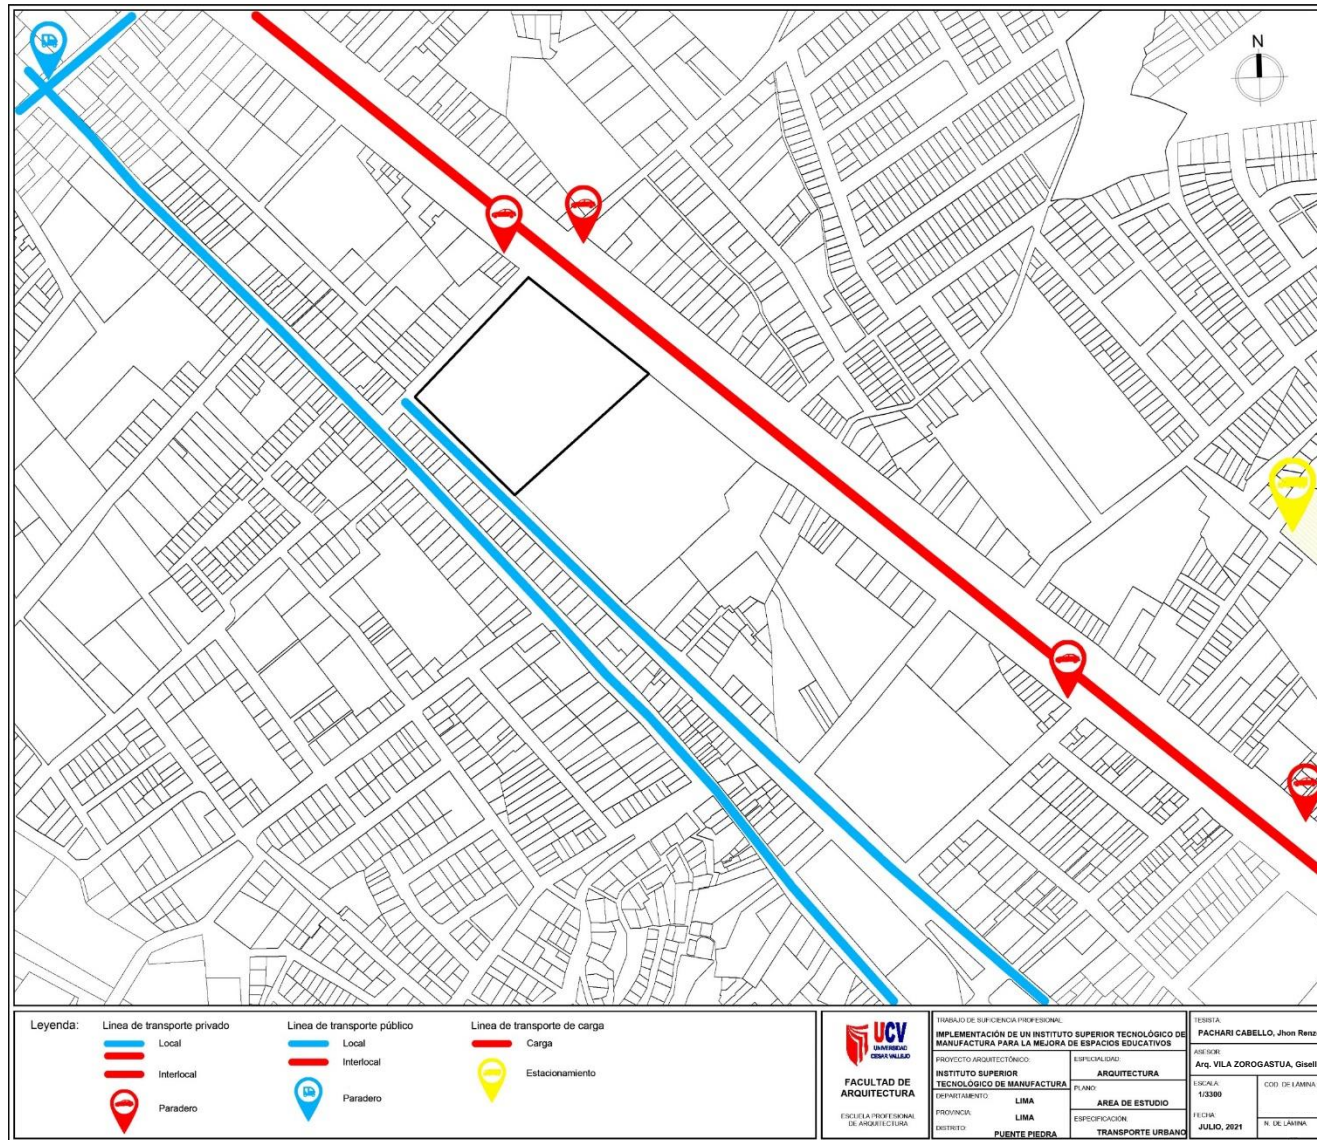 N
Leyenda:
Linea de transporte privado
Local
Interlocal
Paradero
Linea de transporte público
Local
Interlocal
Paradero
Linea de transporte de carga
Carga
Estacionamiento
UCV
UNIVERSIDAD
CESAR VALLEJO
FACULTAD DE
ARQUITECTURA
ESCUELA PROFESIONAL
DE ARQUITECTURA
TRABAJO DE SUFICIENCIA PROFESIONAL:
IMPLEMENTACIÓN DE UN INSTITUTO SUPERIOR TECNOLÓGICO DE
MANUFACTURA PARA LA MEJORA DE ESPACIOS EDUCATIVOS
PROYECTO ARQUITECTÓNICO:
INSTITUTO SUPERIOR
TECNOLÓGICO DE MANUFACTURA
DEPARTAMENTO: LIMA
PROVINCIA: LIMA
DISTRITO: PUENTE PIEDRA
ESPECIALIDAD:
ARQUITECTURA
PLANO:
AREA DE ESTUDIO
ESPECIFICACIÓN:
TRANSPORTE URBANO
TESISTA:
PACHARI CABELLO, Jhon Renz
ASESOR:
Arq. VILA ZOROGASTUA, Gisell
ESCALA:
1/3300
FECHA:
JULIO, 2021
COD. DE LÁMINA
N. DE LÁMINA